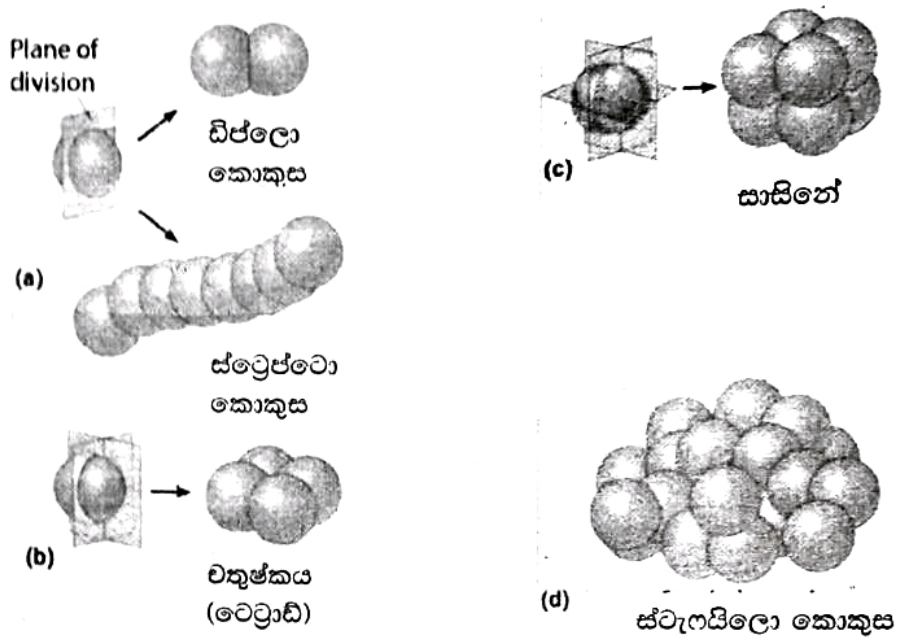 Plane of
division
ඩිප්ලො
කොකුස
(a)
ස්ට්‍රෙප්ටො
කොකුස
(b)
චතුෂ්කය
(ටෙට්‍රාඩ්)
(c)
සාසිනේ
(d)
ස්ටැෆයිලො කොකුස